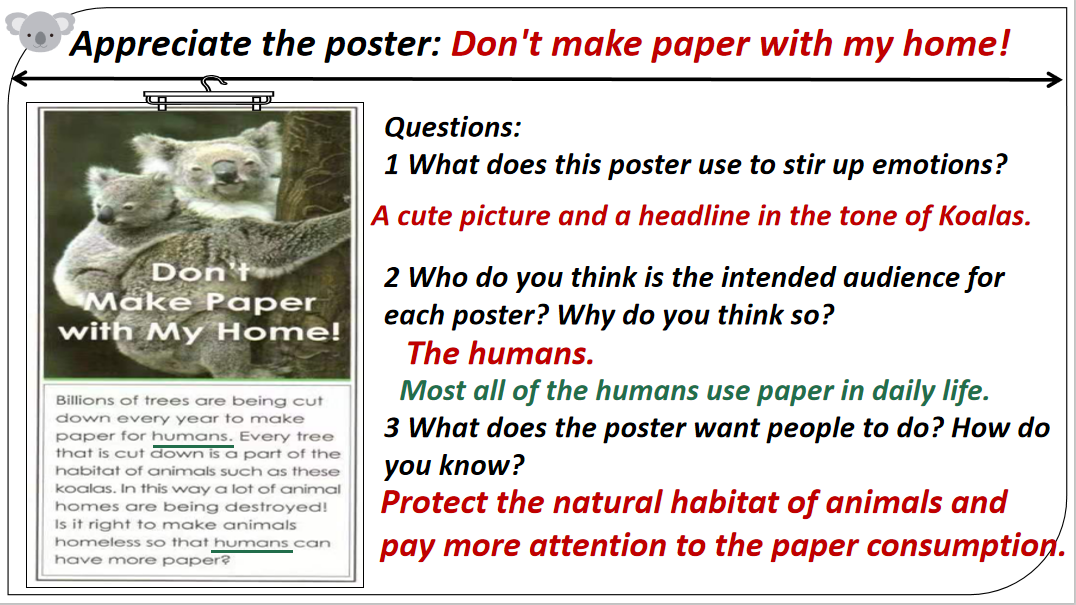 Appreciate the poster: Don't make paper with my home!
Don't
Make Paper
with My Home!
Billions of trees are being cut
down every year to make
paper for humans. Every tree
that is cut down is a part of the
habitat of animals such as these
koalas. In this way a lot of animal
homes are being destroyed!
Is it right to make animals
homeless so that humans can
have more paper?
Questions:
1 What does this poster use to stir up emotions?
A cute picture and a headline in the tone of Koalas.
2 Who do you think is the intended audience for
each poster? Why do you think so?
The humans.
Most all of the humans use paper in daily life.
3 What does the poster want people to do? How do
you know?
Protect the natural habitat of animals and
pay more attention to the paper consumption.